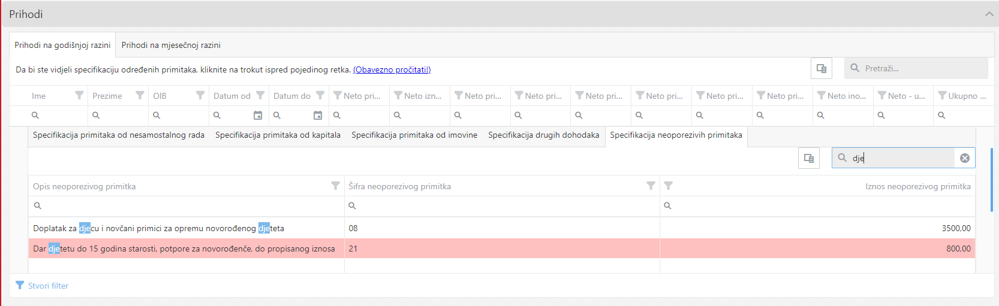 Prihodi
Prihodi na godišnjoj razini Prihodi na mjesečnoj razini
Da bi ste vidjeli specifikaciju određenih primitaka, kliknite na trokut ispred pojedinog retka. (Obavezno pročitati!) Pretraži...
Ime Prezime OIB Datum od Datum do Neto pri... Neto izn... Neto pri... Neto pri... Neto pri... Neto pri... Neto pri... Neto pri... Neto ino... Neto - u... Ukupno ...
Specifikacija primitaka od nesamostalnog rada Specifikacija primitaka od kapitala Specifikacija primitaka od imovine Specifikacija drugih dohodaka Specifikacija neoporezivih primitaka
dje
Opis neoporezivog primitka Šifra neoporezivog primitka Iznos neoporezivog primitka
Doplatak za djecu i novčani primici za opremu novorođenog djeteta 08 3500,00
Dar djetetu do 15 godina starosti, potpore za novorođenče, do propisanog iznosa 21 800,00
Stvori filter